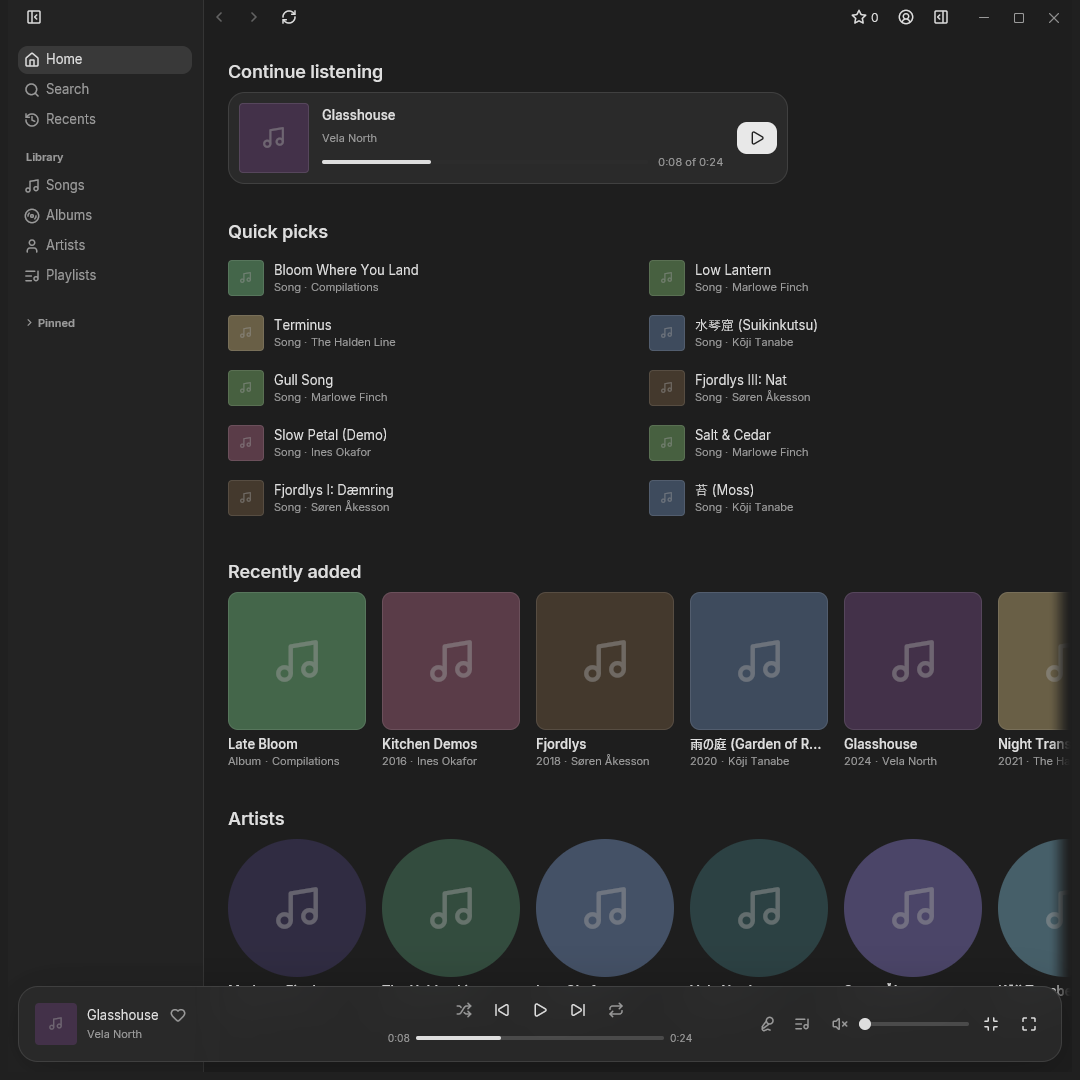 0
Home
Search
Recents
Library
Songs
Albums
Artists
Playlists
Pinned
Continue listening
Glasshouse
Vela North
0:08 of 0:24
Quick picks
Bloom Where You Land
Song · Compilations
Low Lantern
Song · Marlowe Finch
Terminus
Song · The Halden Line
水琴窟 (Suikinkutsu)
Song · Kōji Tanabe
Gull Song
Song · Marlowe Finch
Fjordlys III: Nat
Song · Søren Åkesson
Slow Petal (Demo)
Song · Ines Okafor
Salt & Cedar
Song · Marlowe Finch
Fjordlys I: Dæmring
Song · Søren Åkesson
苔 (Moss)
Song · Kōji Tanabe
Recently added
Late Bloom
Album · Compilations
Kitchen Demos
2016 · Ines Okafor
Fjordlys
2018 · Søren Åkesson
雨の庭 (Garden of R...
2020 · Kōji Tanabe
Glasshouse
2024 · Vela North
Night Trans
2021 · The Ha
Artists
Glasshouse
Vela North
0:08
0:24